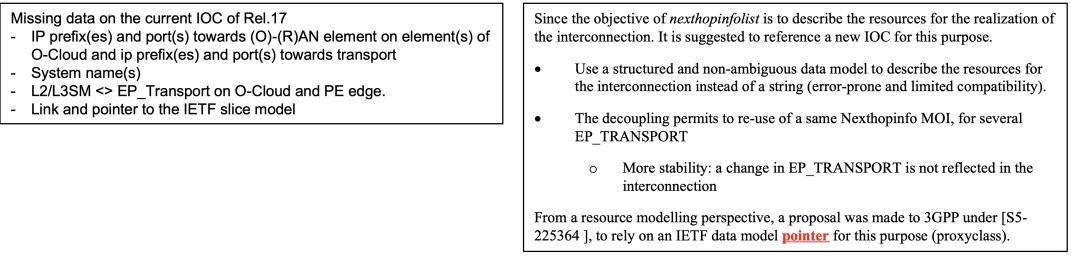 Missing data on the current IOC of Rel.17
- IP prefix(es) and port(s) towards (O)-(R)AN element on element(s) of
O-Cloud and ip prefix(es) and port(s) towards transport
- System name(s)
- L2/L3SM <> EP_Transport on O-Cloud and PE edge.
- Link and pointer to the IETF slice model
Since the objective of nexthopinfolist is to describe the resources for the realization of
the interconnection. It is suggested to reference a new IOC for this purpose.
• Use a structured and non-ambiguous data model to describe the resources for
the interconnection instead of a string (error-prone and limited compatibility).
• The decoupling permits to re-use of a same Nexthopinfo MOI, for several
EP_TRANSPORT
o More stability: a change in EP_TRANSPORT is not reflected in the
interconnection
From a resource modelling perspective, a proposal was made to 3GPP under [S5-
225364 ], to rely on an IETF data model pointer for this purpose (proxyclass).